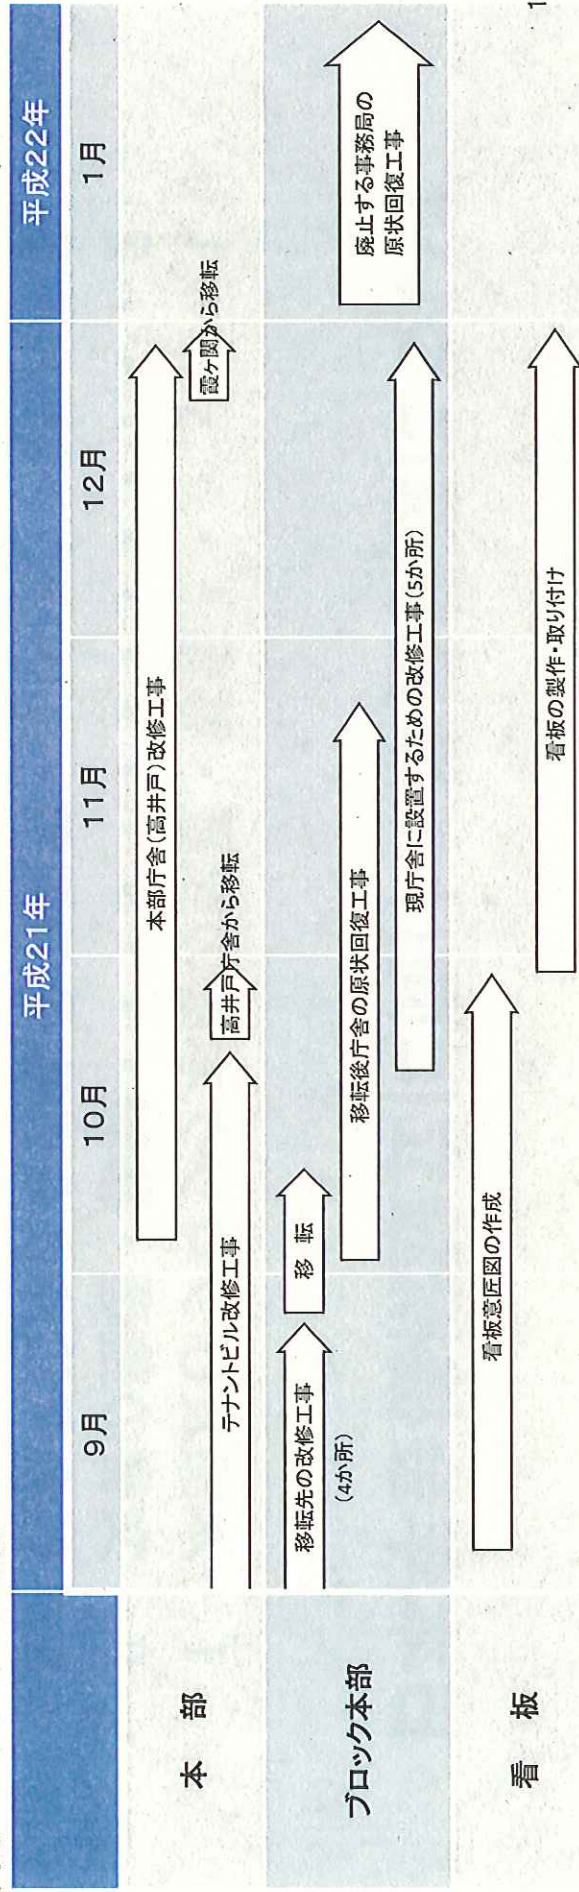 平成21年
平成22年
9月
10月
11月
12月
1月
本 部
本部庁舎(高井戸)改修工事
霞ケ関から移転
テナントビル改修工事
高井戸庁舎から移転
ブロック本部
移転先の改修工事
(4か所)
移 転
移転後庁舎の原状回復工事
現庁舎に設置するための改修工事(5か所)
廃止する事務局の
原状回復工事
看 板
看板意匠図の作成
看板の製作・取り付け
1